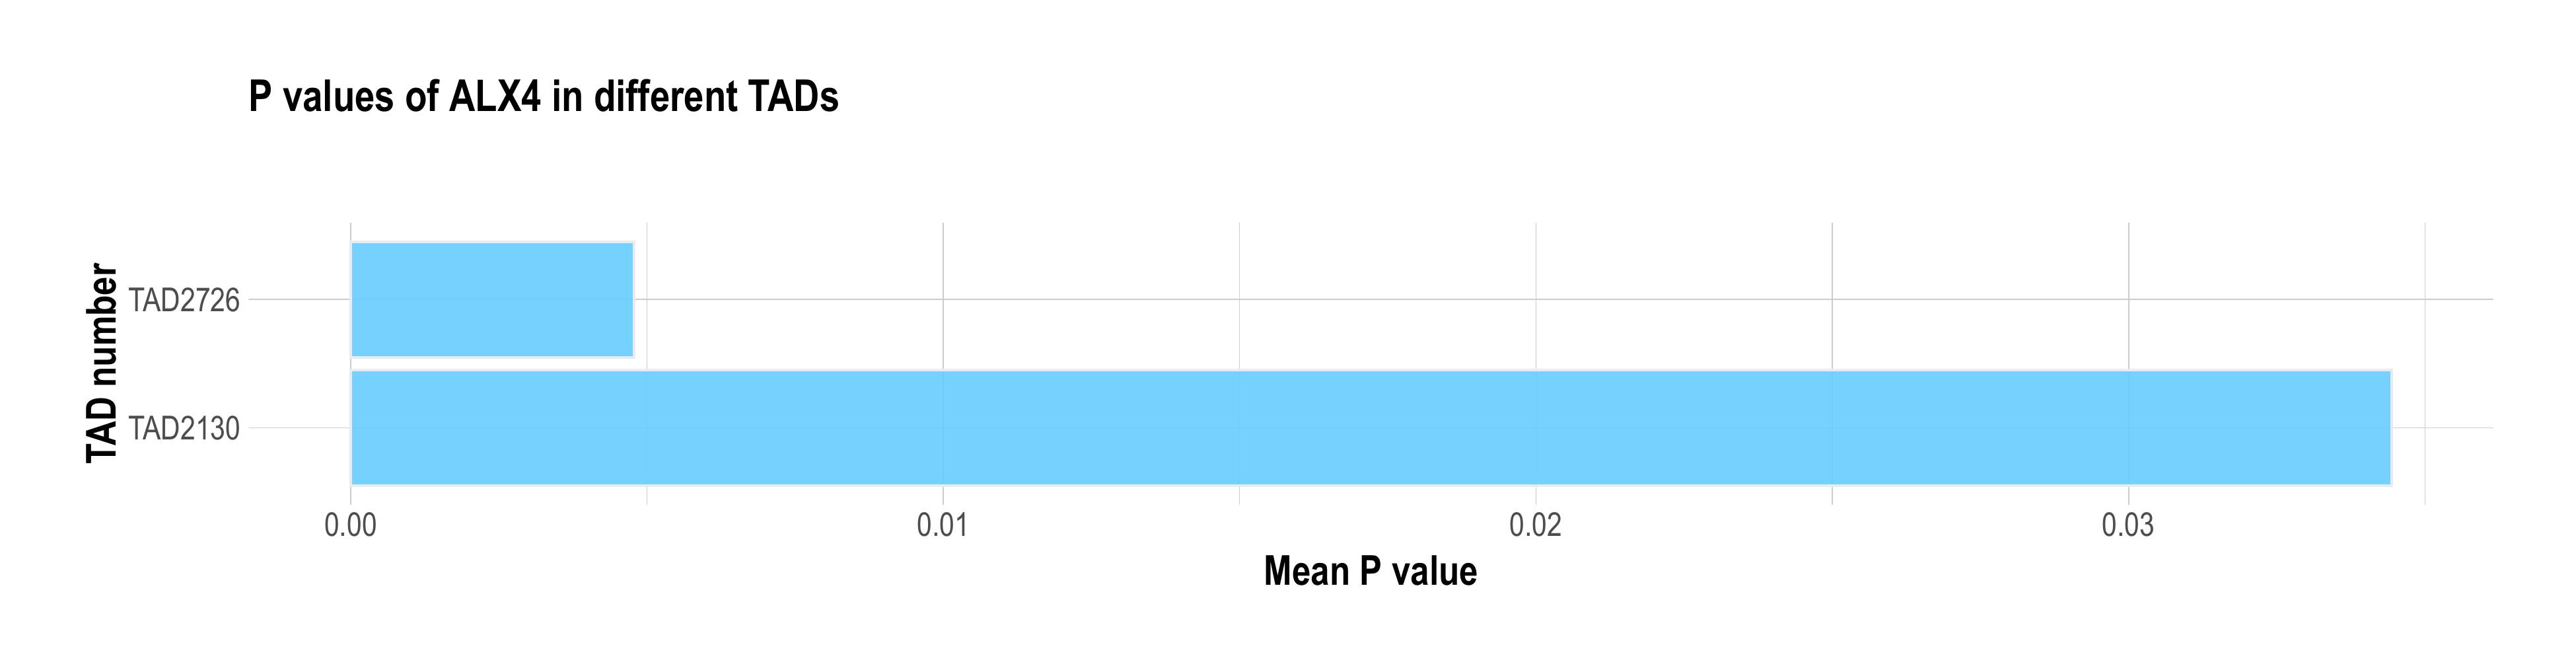 P values of ALX4 in different TADs
TAD number
TAD2726
TAD2130
0.00
0.01
0.02
0.03
Mean P value